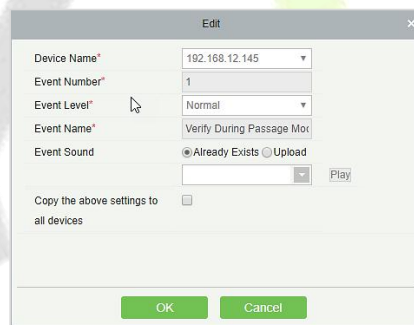 Edit
×
Device Name* 192.168.12.145
Event Number* 1
Event Level* Normal
Event Name* Verify During Passage Mod
Event Sound Already Exists Upload
Play
Copy the above settings to
all devices
OK Cancel